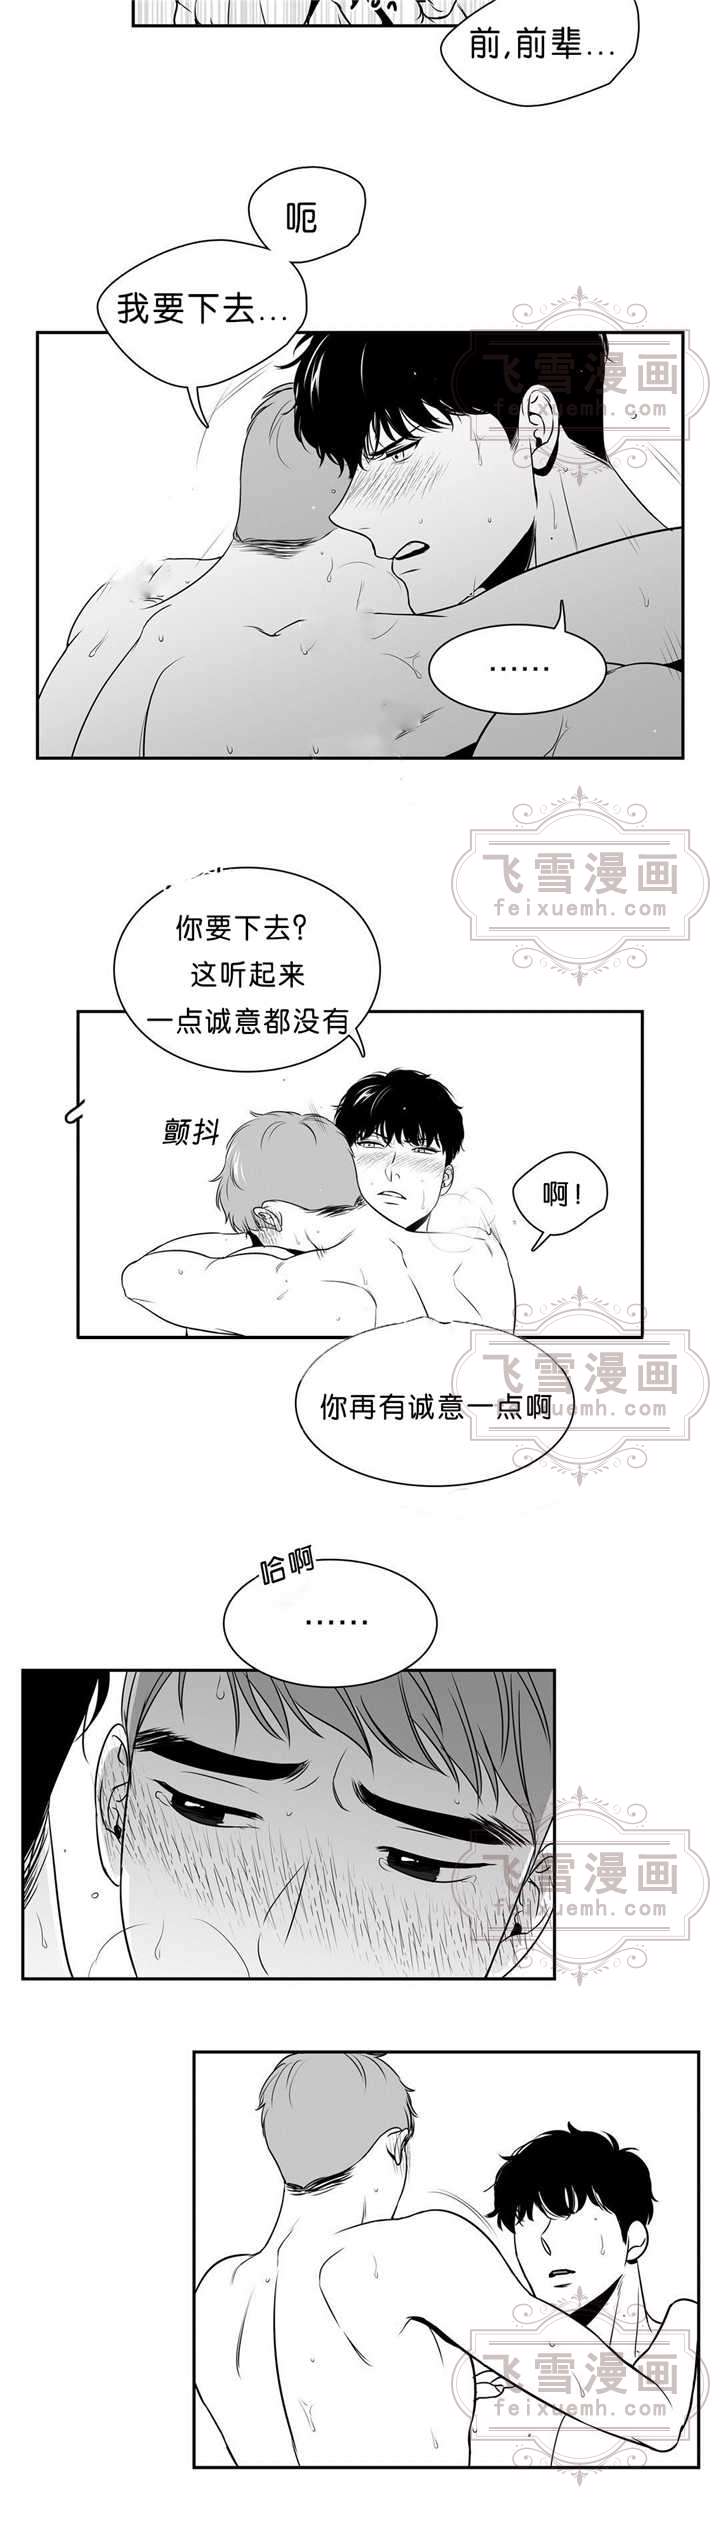 前,前辈...
呃
我要下去...
飞雪漫画
feixuemh.com
......
飞雪漫画
feixuemh.com
你要下去?
这听起来
一点诚意都没有
颤抖
啊!
飞雪漫画
feixuemh.com
你再有诚意一点啊
哈啊
......
飞雪漫画
feixuemh.com
飞雪漫画
feixuemh.com